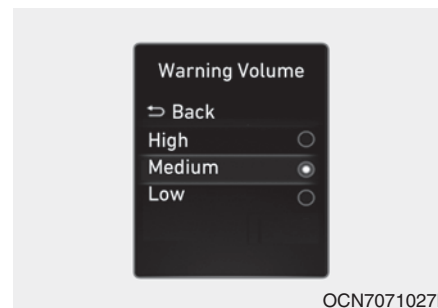 Warning Volume
Back
High
Medium
Low
OCN7071027